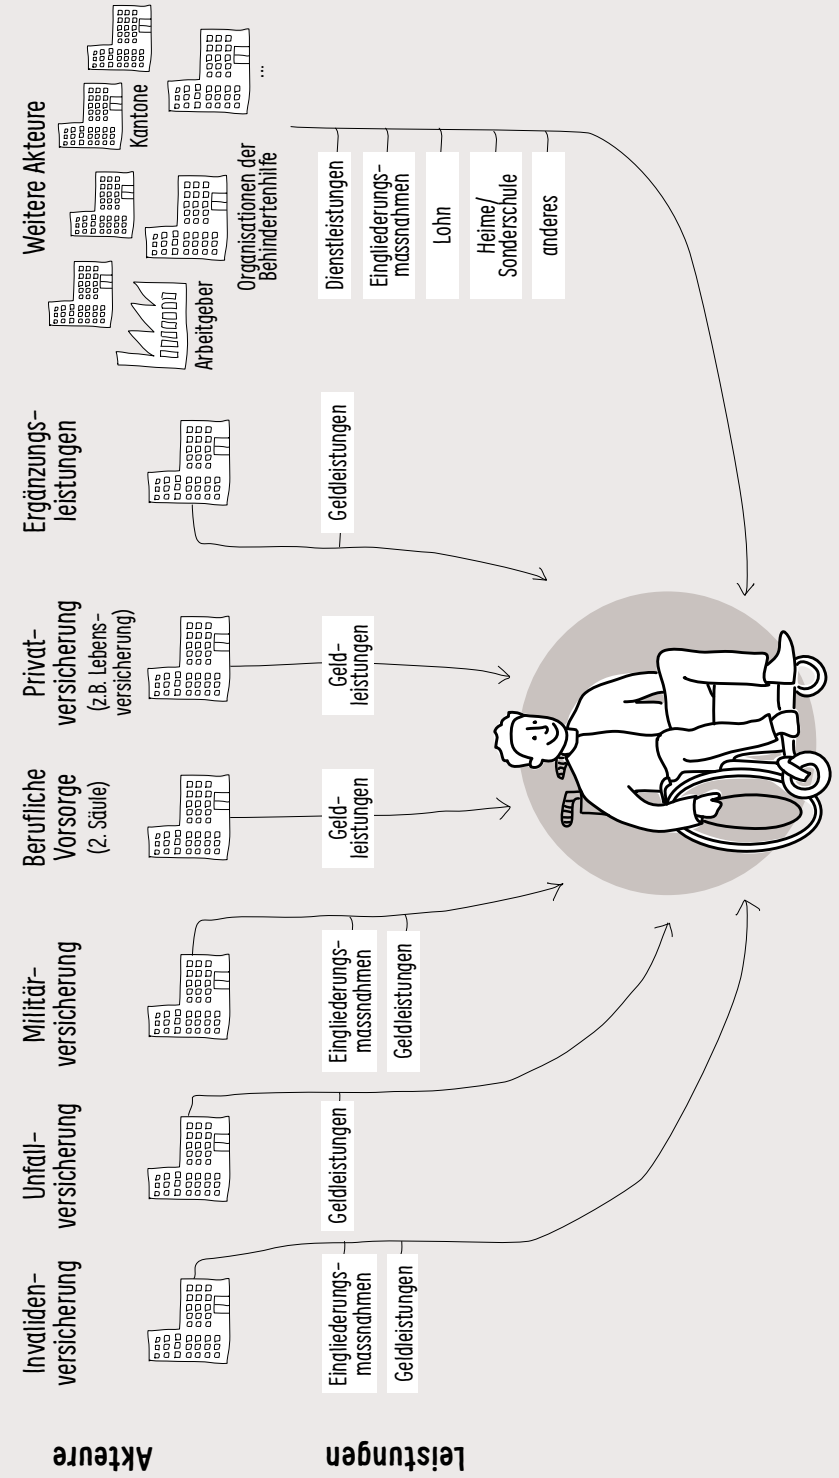 Akteure
Invaliden-
versicherung
Unfall-
versicherung
Militär-
versicherung
Berufliche
Vorsorge
(2. Säule)
Privat-
versicherung
(z.B. Lebens-
versicherung)
Ergänzungs-
leistungen
Weitere Akteure
Arbeitgeber
Organisationen der
Behindertenhilfe
Kantone
...
Leistungen
Eingliederungs-
massnahmen
Geldleistungen
Geldleistungen
Eingliederungs-
massnahmen
Geldleistungen
Geld-
leistungen
Geld-
leistungen
Geldleistungen
Dienstleistungen
Eingliederungs-
massnahmen
Lohn
Heime/
Sonderschule
anderes